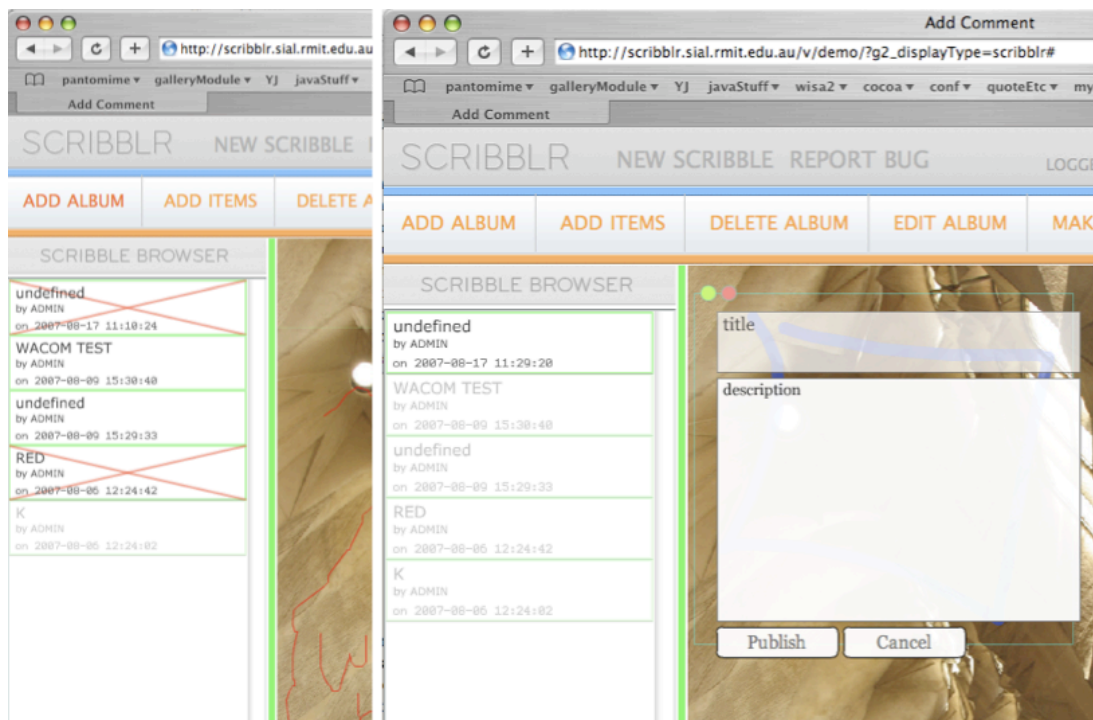 http://scribblr.sial.rmit.edu.au
pantomime galleryModule YJ javaStuff
Add Comment
SCRIBBLR NEW SCRIBBLE
ADD ALBUM ADD ITEMS DELETE A
SCRIBBLE BROWSER
undefined
by ADMIN
on 2007-08-17 11:10:24
WACOM TEST
by ADMIN
on 2007-08-09 15:30:40
undefined
by ADMIN
on 2007-08-09 15:29:33
RED
by ADMIN
on 2007-08-06 12:24:42
K
by ADMIN
on 2007-08-06 12:24:02
Add Comment
http://scribblr.sial.rmit.edu.au/v/demo/?g2_displayType=scribblr#
pantomime galleryModule YJ javaStuff wisa2 cocoa conf quoteEtc my
Add Comment
SCRIBBLR NEW SCRIBBLE REPORT BUG LOGGE
ADD ALBUM ADD ITEMS DELETE ALBUM EDIT ALBUM MAK
SCRIBBLE BROWSER
undefined
by ADMIN
on 2007-08-17 11:29:20
WACOM TEST
by ADMIN
on 2007-08-09 15:30:40
undefined
by ADMIN
on 2007-08-09 15:29:33
RED
by ADMIN
on 2007-08-06 12:24:42
K
by ADMIN
on 2007-08-06 12:24:02
title
description
Publish Cancel